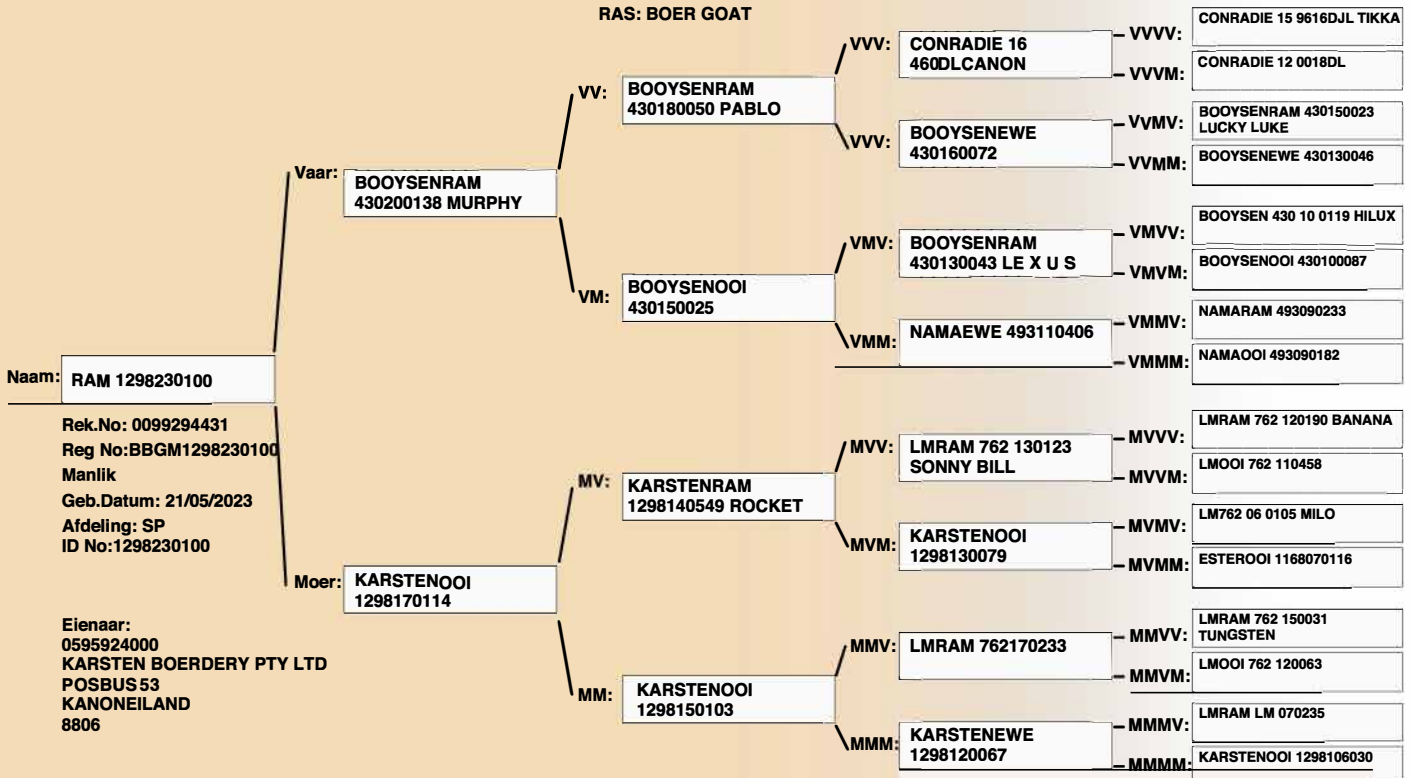 RAS: BOER GOAT
Naam: RAM 1298230100
Rek.No: 0099294431
Reg No:BBGM1298230100
Manlik
Geb.Datum: 21/05/2023
Afdeling: SP
ID No:1298230100
Eienaar:
0595924000
KARSTEN BOERDERY PTY LTD
POSBUS 53
KANONEILAND
8806
Vaar: BOOYSENRAM
430200138 MURPHY
Moer: KARSTENOOI
1298170114
VV: BOOYSENRAM
430180050 PABLO
VM: BOOYSENOOI
430150025
MV: KARSTENRAM
1298140549 ROCKET
MM: KARSTENOOI
1298150103
VVV: CONRADIE 16
460DLCANON
VVV: BOOYSENEWE
430160072
VMV: BOOYSENRAM
430130043 LE X U S
VMM: NAMAEWE 493110406
MVV: LMRAM 762 130123
SONNY BILL
MVM: KARSTENOOI
1298130079
MMV: LMRAM 762170233
MMM: KARSTENEWE
1298120067
VVVV: CONRADIE 15 9616DJL TIKKA
VVVM: CONRADIE 12 0018DL
VVMV: BOOYSENRAM 430150023
LUCKY LUKE
VVMM: BOOYSENEWE 430130046
VMVV: BOOYSEN 430 10 0119 HILUX
VMVM: BOOYSENOOI 430100087
VMMV: NAMARAM 493090233
VMMM: NAMAOOI 493090182
MVVV: LMRAM 762 120190 BANANA
MVVM: LMOOI 762 110458
MVMV: LM762 06 0105 MILO
MVMM: ESTEROOI 1168070116
MMVV: LMRAM 762 150031
TUNGSTEN
MMVM: LMOOI 762 120063
MMMV: LMRAM LM 070235
MMMM: KARSTENOOI 1298106030